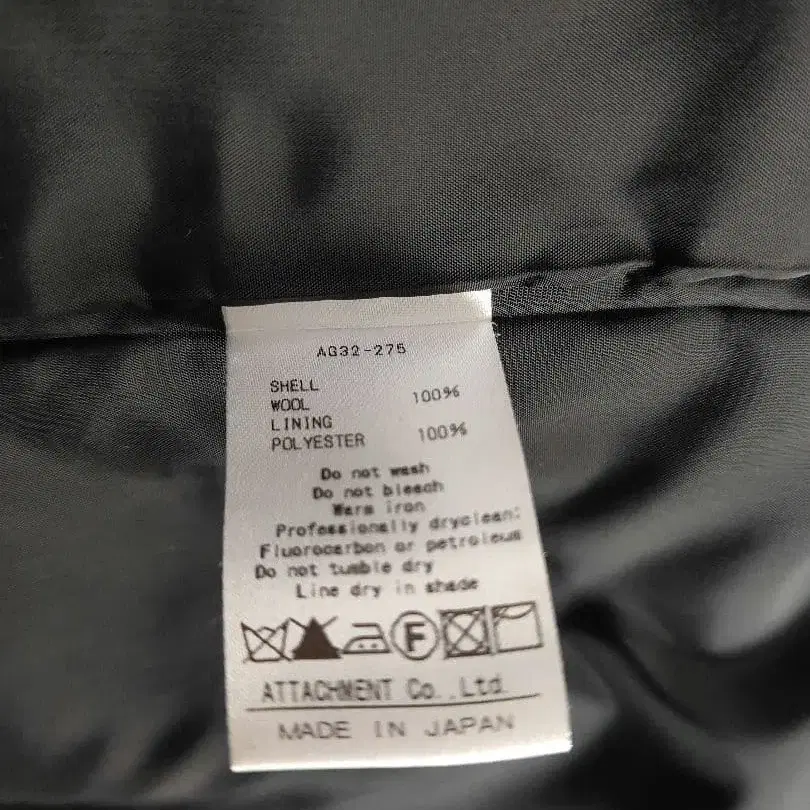 AG32-275
SHELL
WOOL 100%
LINING
POLYESTER 100%
Do not wash
Do not bleach
Warm iron
Professionally dryclean:
Fluorocarbon or petroleum
Do not tumble dry
Line dry in shade
F
ATTACHMENT Co.,Ltd.
MADE IN JAPAN